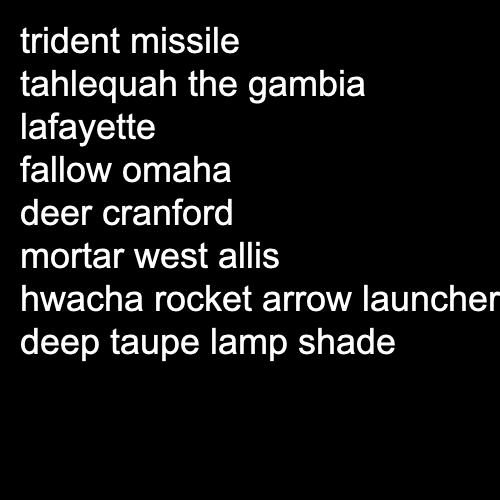 trident missile
tahlequah the gambia
lafayette
fallow omaha
deer cranford
mortar west allis
hwacha rocket arrow launcher
deep taupe lamp shade